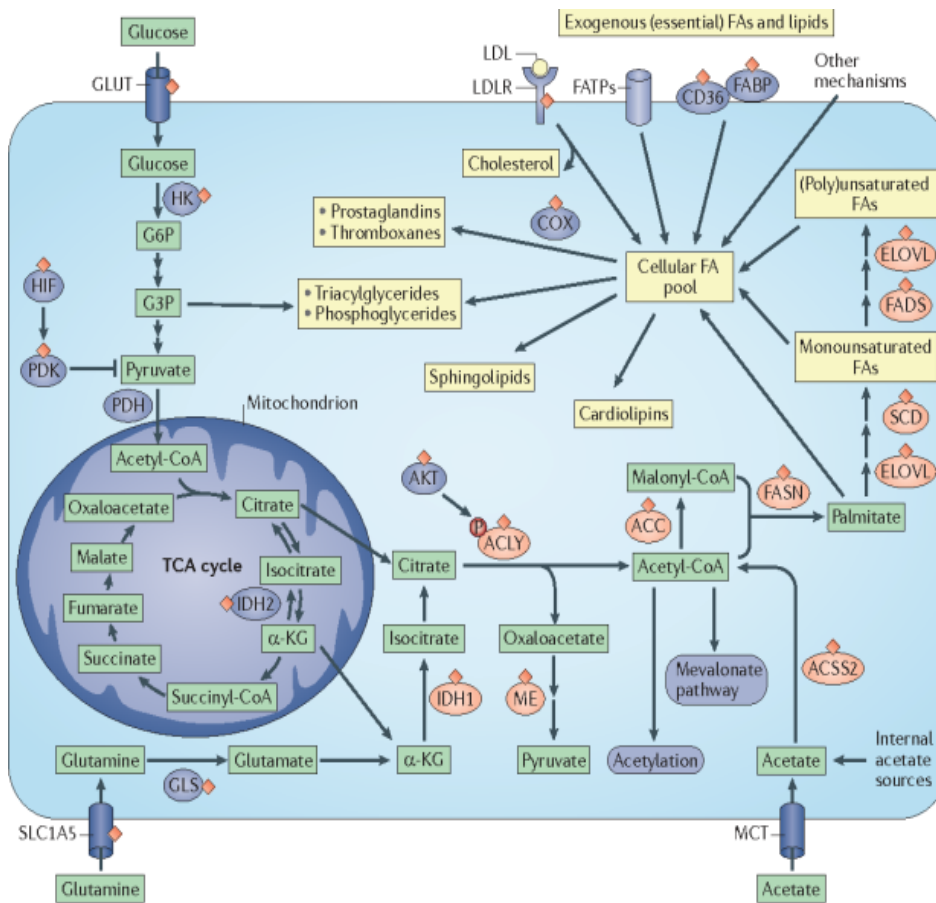 Glucose
GLUT
Exogenous (essential) FAs and lipids
LDL
LDLR
FATPs
CD36
FABP
Other
mechanisms
Glucose
HK
G6P
Cholesterol
(Poly)unsaturated
FAs
• Prostaglandins
• Thromboxanes
COX
ELOVL
HIF
G3P
• Triacylglycerides
• Phosphoglycerides
Cellular FA
pool
FADS
PDK
Pyruvate
Monounsaturated
FAs
Sphingolipids
PDH
Mitochondrion
Cardiolipins
SCD
Acetyl-CoA
AKT
ELOVL
Oxaloacetate
Citrate
Malonyl-CoA
FASN
P
ACLY
ACC
Palmitate
Malate
TCA cycle
Isocitrate
Citrate
Acetyl-CoA
Fumarate
IDH2
α-KG
Isocitrate
Oxaloacetate
Succinate
Mevalonate
pathway
ACSS2
Succinyl-CoA
IDH1
ME
Glutamine
Glutamate
α-KG
Pyruvate
Acetylation
Acetate
Internal
acetate
sources
GLS
SLC1A5
MCT
Glutamine
Acetate